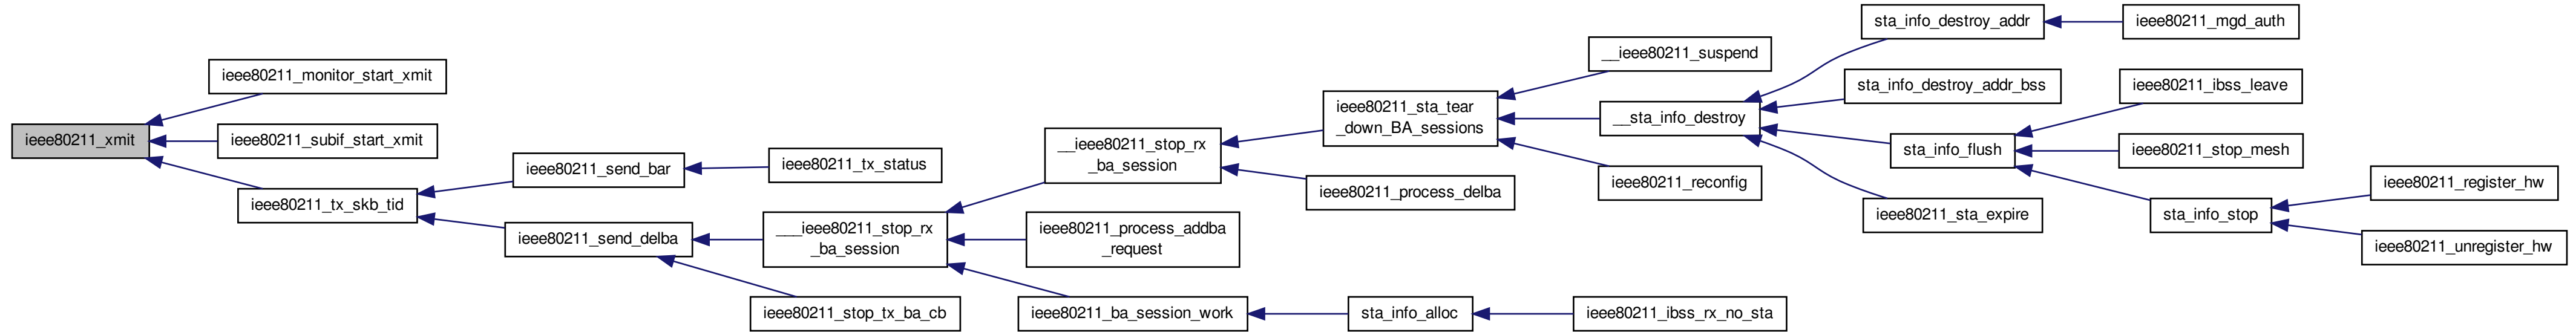 ieee80211_xmit
ieee80211_monitor_start_xmit
ieee80211_subif_start_xmit
ieee80211_tx_skb_tid
ieee80211_send_bar
ieee80211_tx_status
ieee80211_send_delba
___ieee80211_stop_rx
_ba_session
ieee80211_stop_tx_ba_cb
__ieee80211_stop_rx
_ba_session
ieee80211_process_addba
_request
ieee80211_ba_session_work
ieee80211_sta_tear
_down_BA_sessions
ieee80211_process_delba
sta_info_alloc
ieee80211_ibss_rx_no_sta
__ieee80211_suspend
__sta_info_destroy
ieee80211_reconfig
sta_info_destroy_addr
ieee80211_mgd_auth
sta_info_destroy_addr_bss
sta_info_flush
ieee80211_sta_expire
ieee80211_ibss_leave
ieee80211_stop_mesh
sta_info_stop
ieee80211_register_hw
ieee80211_unregister_hw